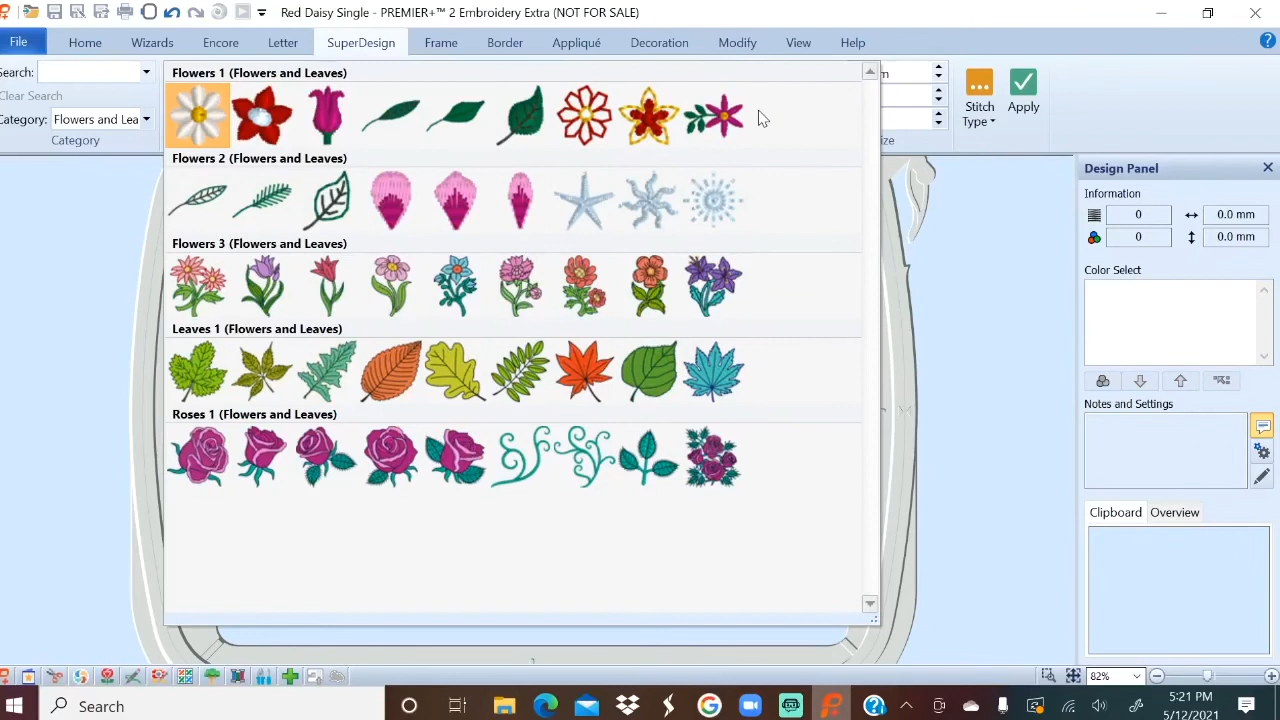 Red Daisy Single - PREMIER+™ 2 Embroidery Extra (NOT FOR SALE)
File Home Wizards Encore Letter SuperDesign Frame Border Appliqué Decoration Modify View Help
Search:
Clear Search
Category: Flowers and Lea
Category
Flowers 1 (Flowers and Leaves)
Flowers 2 (Flowers and Leaves)
Flowers 3 (Flowers and Leaves)
Leaves 1 (Flowers and Leaves)
Roses 1 (Flowers and Leaves)
m
ize
Stitch Type
Apply
Design Panel
Information
0 0.0 mm
0 0.0 mm
Color Select
Notes and Settings
Clipboard Overview
82%
Search
5:21 PM
5/12/2021